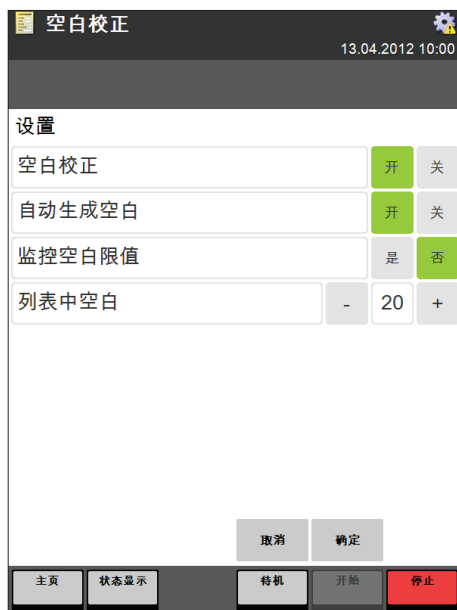 空白校正
13.04.2012 10:00
设置
空白校正 开 关
自动生成空白 开 关
监控空白限值 是 否
列表中空白 - 20 +
取消 确定
主页 状态显示 待机 开始 停止